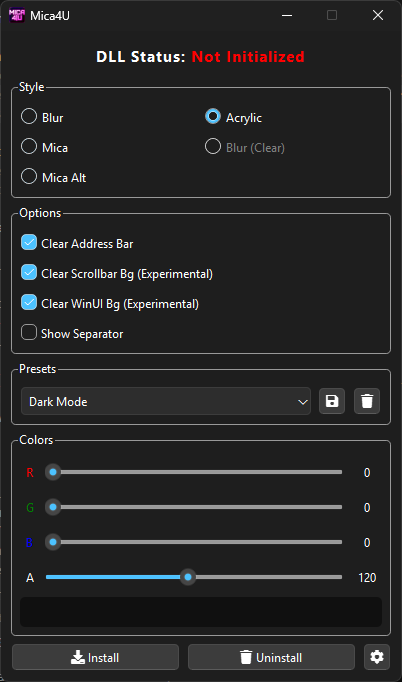 Mica4U
DLL Status: Not Initialized
Style
Blur
Acrylic
Mica
Blur (Clear)
Mica Alt
Options
Clear Address Bar
Clear Scrollbar Bg (Experimental)
Clear WinUI Bg (Experimental)
Show Separator
Presets
Dark Mode
Colors
R 0
G 0
B 0
A 120
Install
Uninstall